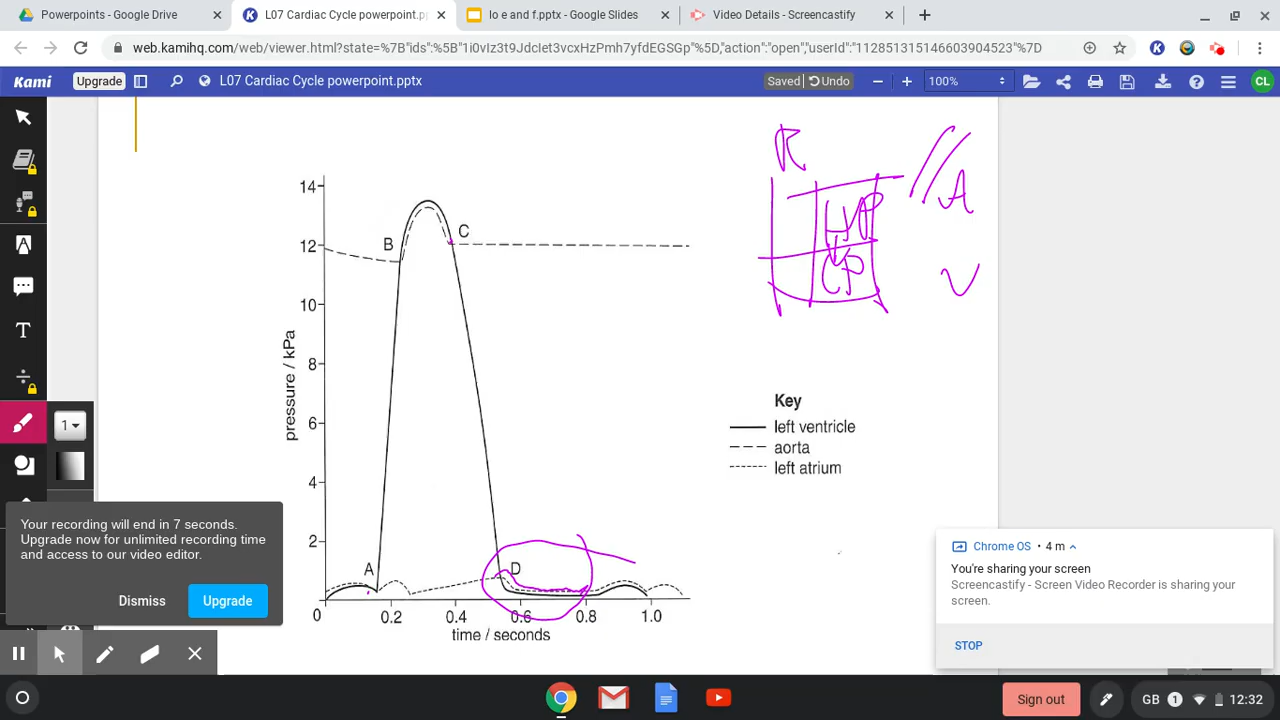 Powerpoints - Google Drive
L07 Cardiac Cycle powerpoint.pp
lo e and f.pptx - Google Slides
Video Details - Screencastify
web.kamihq.com/web/viewer.html?state=%7B"ids":%5B"1i0vIz3t9JdcIet3vcxHzPmh7yfdEGSGp"%5D,"action":"open","userId":"112851315146603904523"%7D
Kami
Upgrade
L07 Cardiac Cycle powerpoint.pptx
Saved
Undo
100%
CL
R
A
HP
LP
V
14
12
10
8
6
4
2
0
pressure / kPa
B
C
A
D
0
0.2
0.4
0.6
0.8
1.0
time / seconds
Key
left ventricle
aorta
left atrium
T
1
Your recording will end in 7 seconds.
Upgrade now for unlimited recording time
and access to our video editor.
Dismiss
Upgrade
Chrome OS • 4 m
You're sharing your screen
Screencastify - Screen Video Recorder is sharing your
screen.
STOP
Sign out
GB
1
12:32